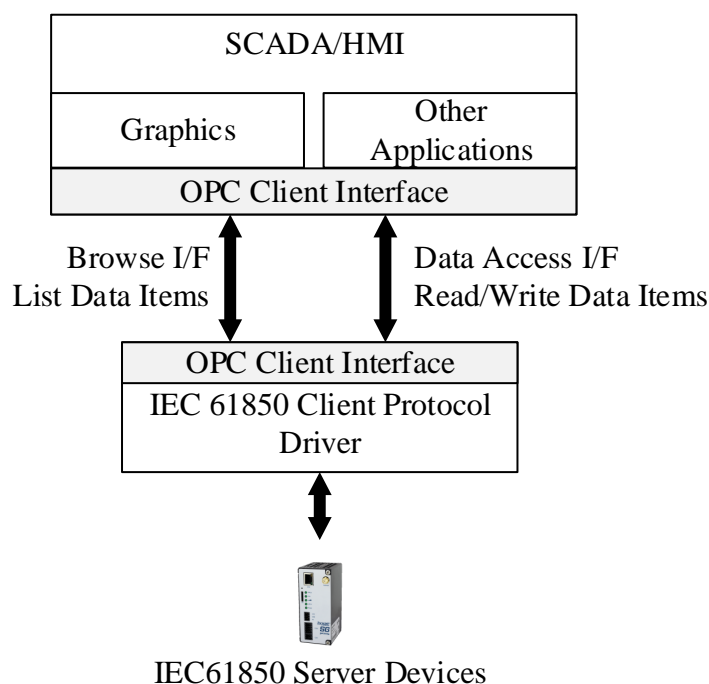 SCADA/HMI
Graphics
Other
Applications
OPC Client Interface
Browse I/F
List Data Items
Data Access I/F
Read/Write Data Items
OPC Client Interface
IEC 61850 Client Protocol
Driver
IEC61850 Server Devices